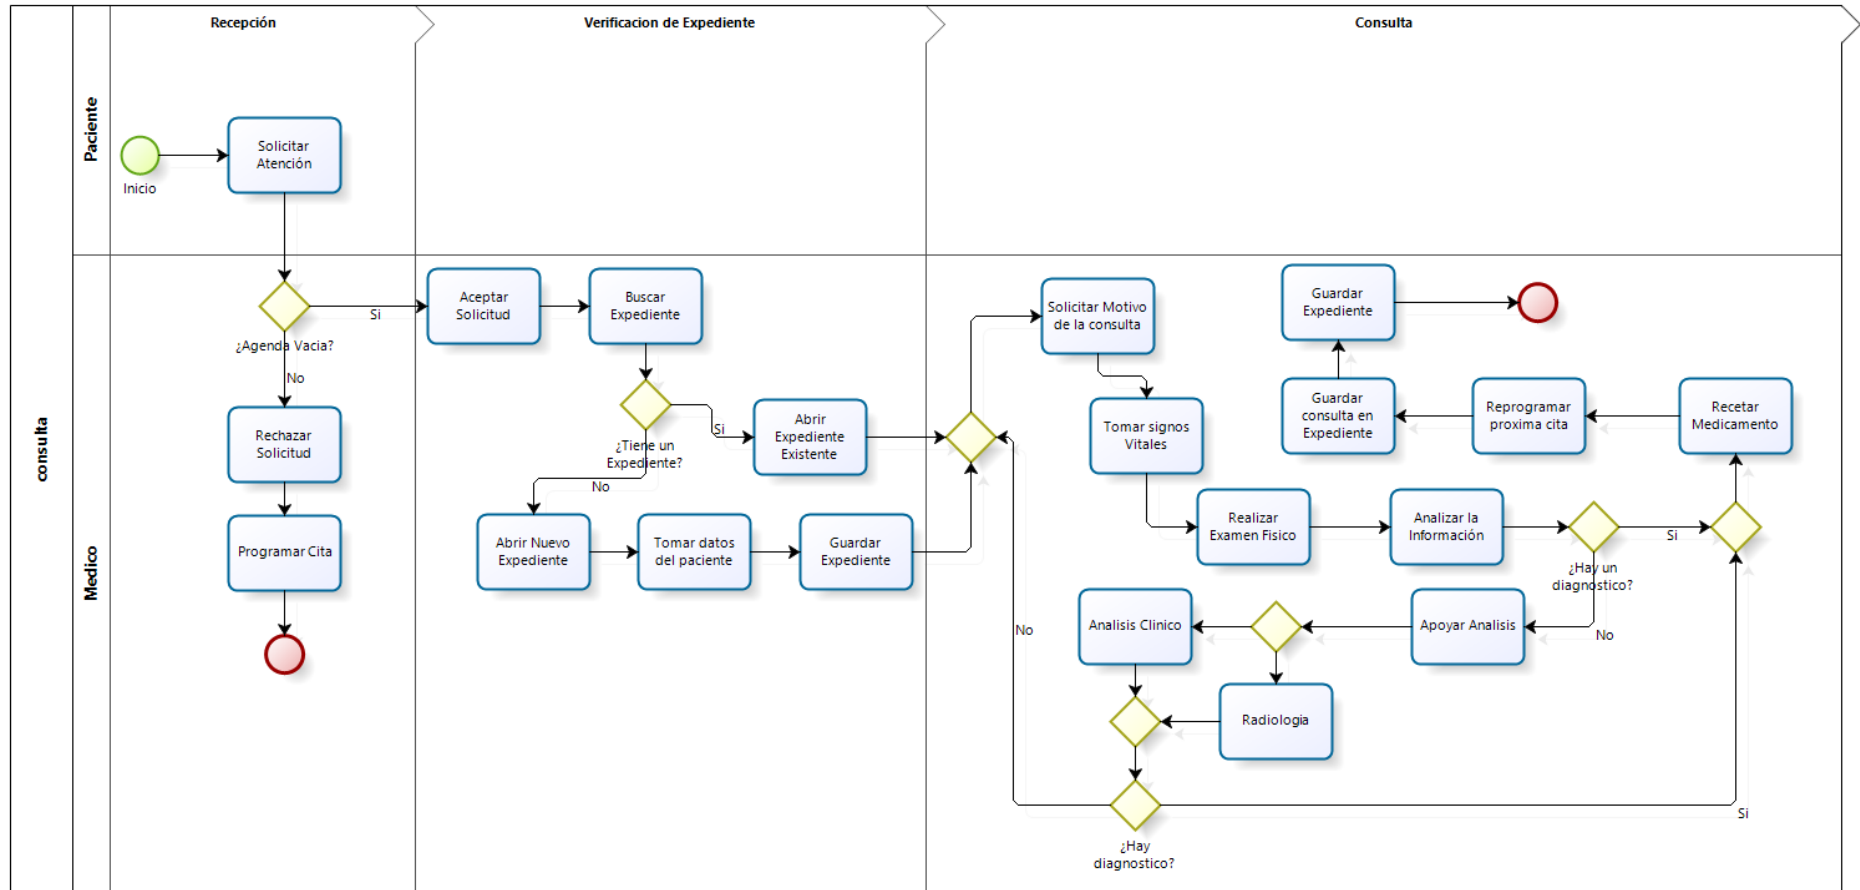 Recepción
Verificacion de Expediente
Consulta
consulta
Paciente
Medico
Inicio
Solicitar
Atención
¿Agenda Vacia?
Si
No
Rechazar
Solicitud
Programar Cita
Aceptar
Solicitud
Buscar
Expediente
¿Tiene un
Expediente?
Si
No
Abrir
Expediente
Existente
Abrir Nuevo
Expediente
Tomar datos
del paciente
Guardar
Expediente
Solicitar Motivo
de la consulta
Tomar signos
Vitales
Realizar
Examen Fisico
Analizar la
Información
¿Hay un
diagnostico?
Si
No
Apoyar Analisis
Analisis Clinico
Radiologia
¿Hay
diagnostico?
No
Si
Recetar
Medicamento
Reprogramar
proxima cita
Guardar
consulta en
Expediente
Guardar
Expediente